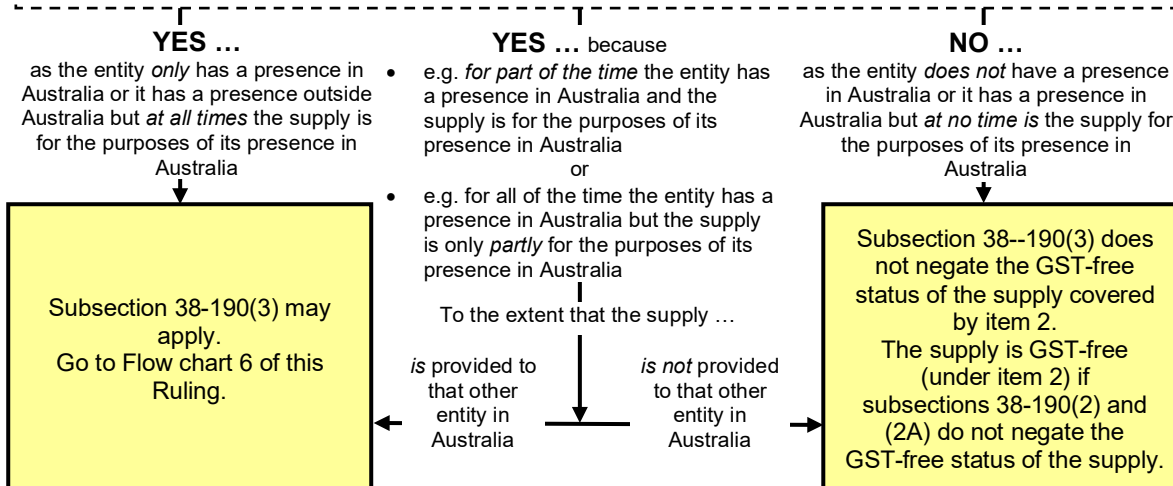 YES ...
as the entity only has a presence in
Australia or it has a presence outside
Australia but at all times the supply is
for the purposes of its presence in
Australia
Subsection 38-190(3) may
apply.
Go to Flow chart 6 of this
Ruling.
YES ... because
• e.g. for part of the time the entity has
a presence in Australia and the
supply is for the purposes of its
presence in Australia
or
• e.g. for all of the time the entity has a
presence in Australia but the supply
is only partly for the purposes of its
presence in Australia
To the extent that the supply ...
is provided to
that other
entity in
Australia
is not provided
to that other
entity in
Australia
NO ...
as the entity does not have a presence
in Australia or it has a presence in
Australia but at no time is the supply for
the purposes of its presence in
Australia
Subsection 38--190(3) does
not negate the GST-free
status of the supply covered
by item 2.
The supply is GST-free
(under item 2) if
subsections 38-190(2) and
(2A) do not negate the
GST-free status of the supply.